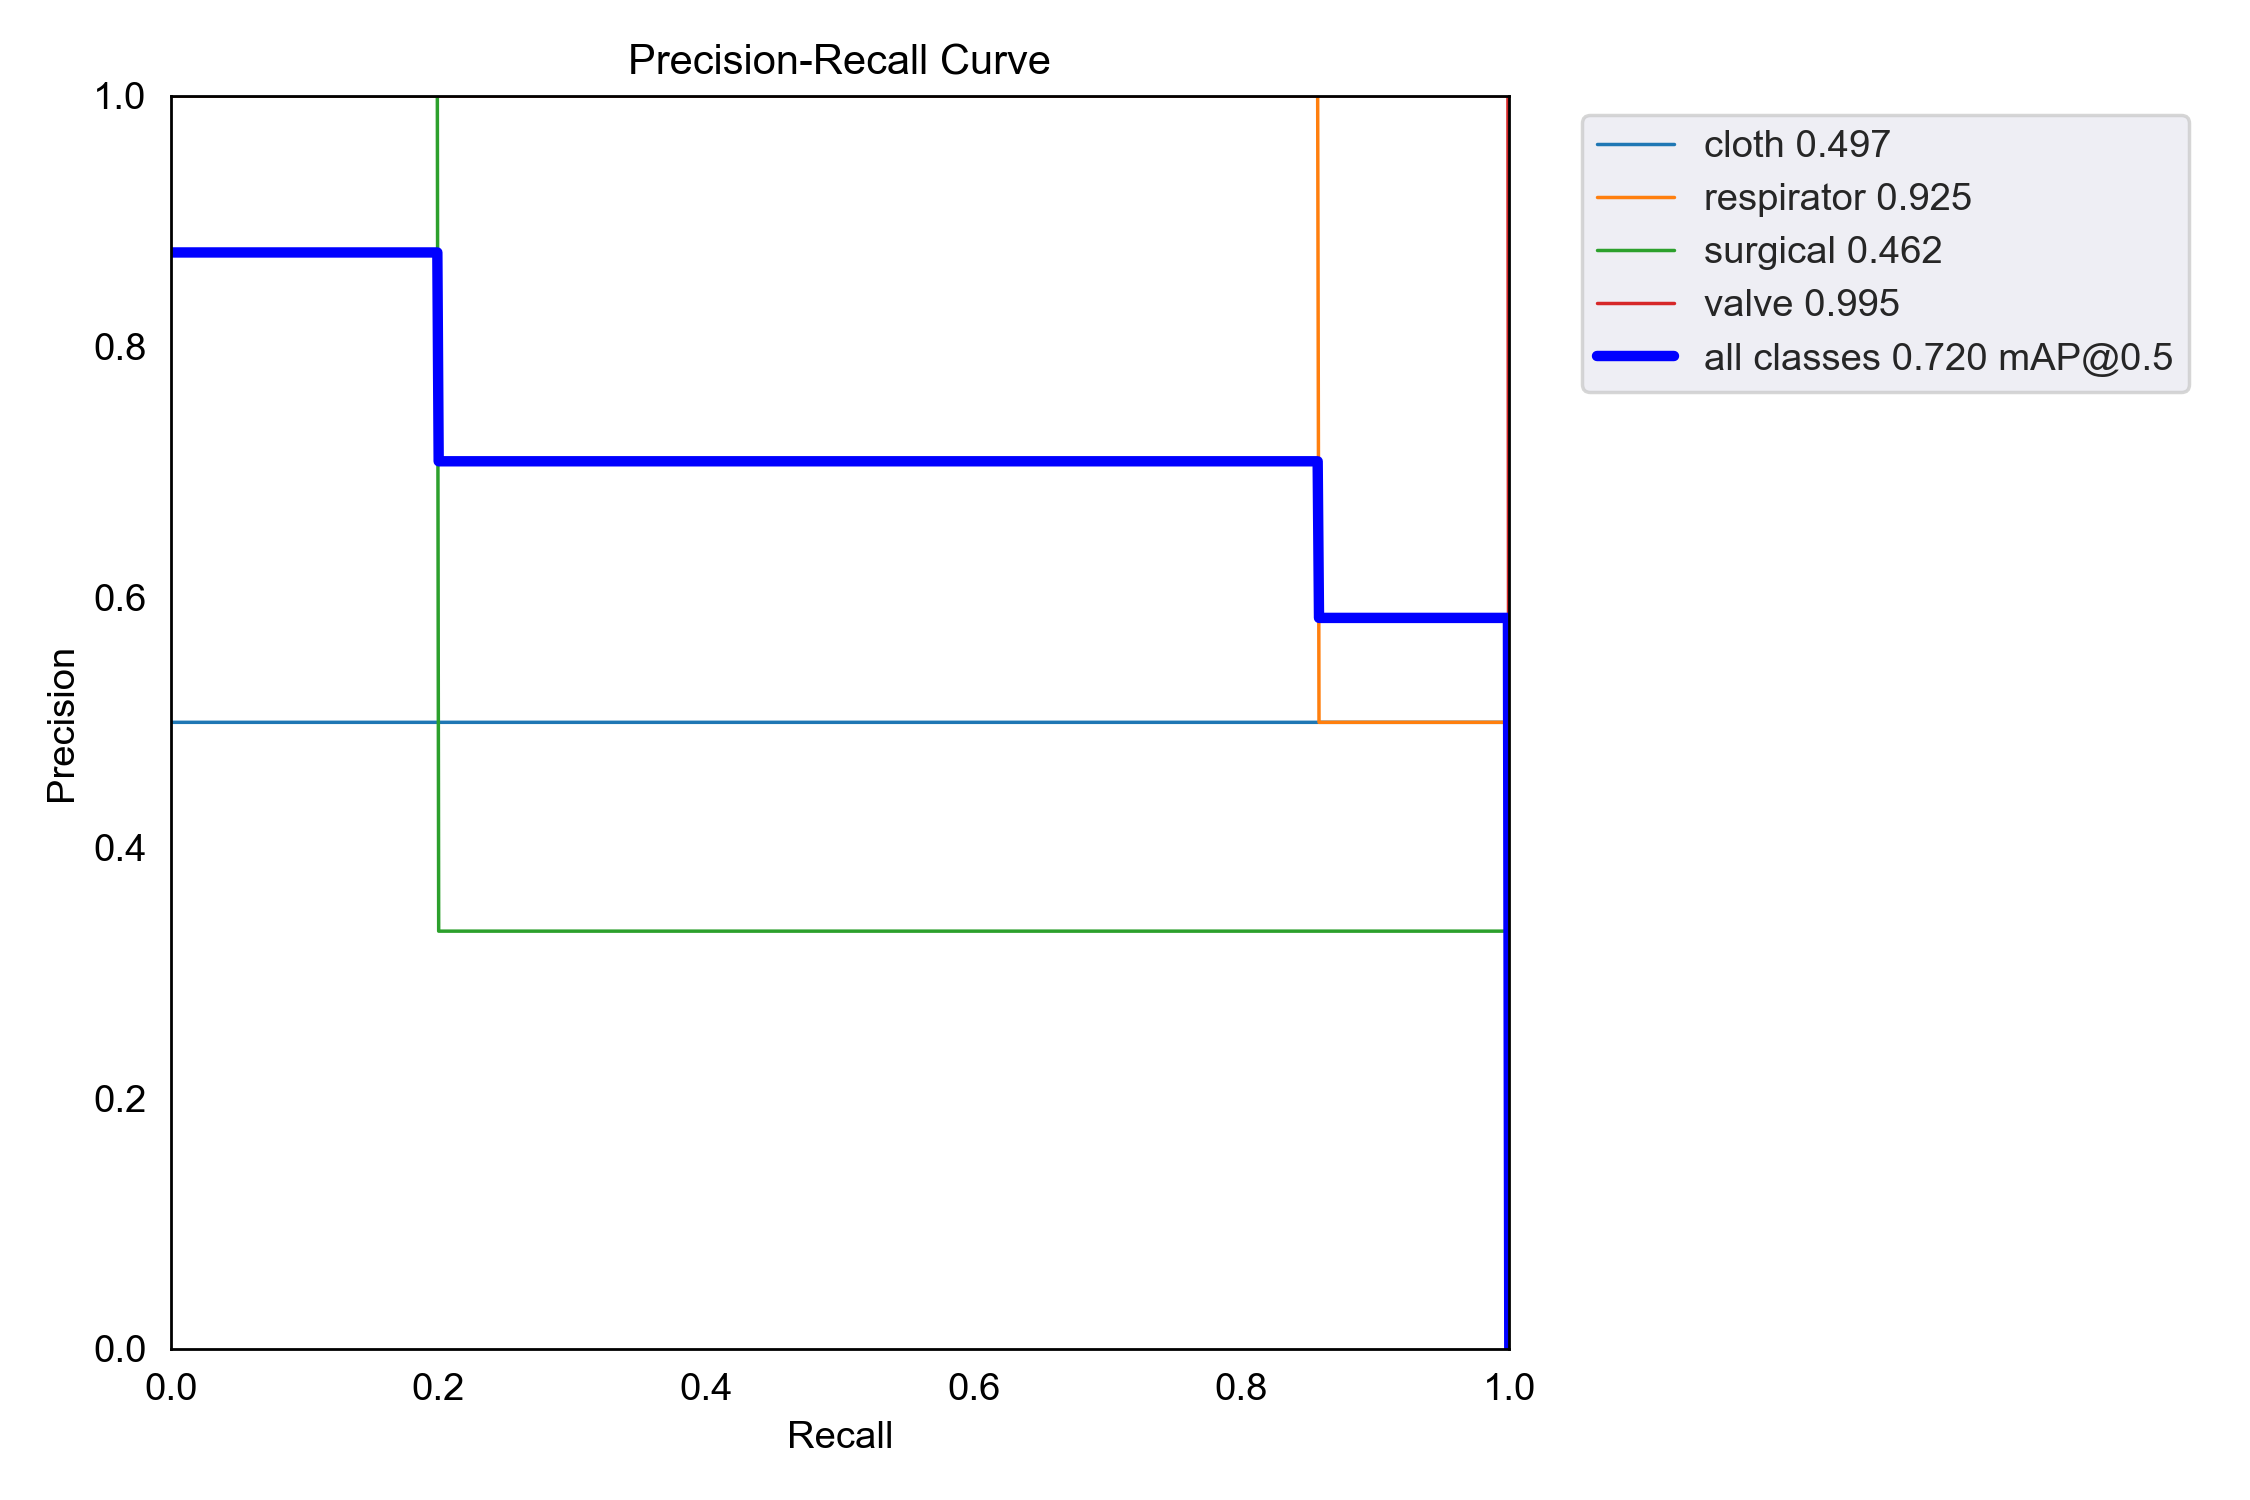 Precision-Recall Curve
1.0
0.8
0.6
0.4
0.2
0.0
Precision
0.0 0.2 0.4 0.6 0.8 1.0
Recall
cloth 0.497
respirator 0.925
surgical 0.462
valve 0.995
all classes 0.720 mAP@0.5